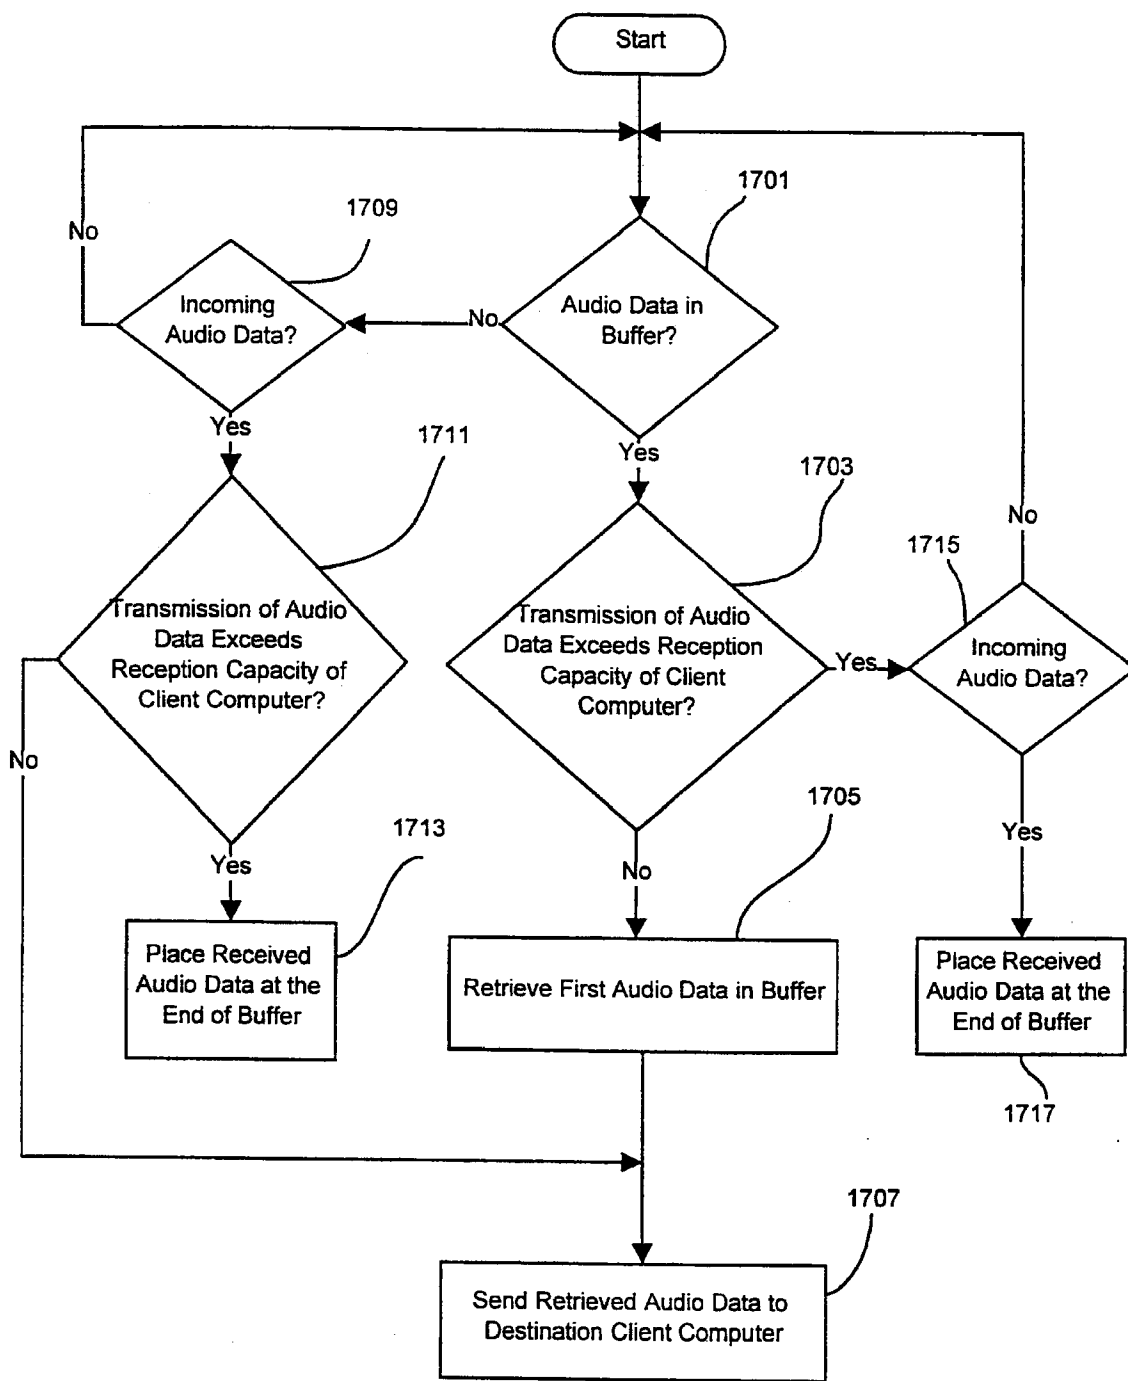 Start
1701
1709
No
Incoming
Audio Data?
No
Audio Data in
Buffer?
Yes
1711
Yes
1703
No
1715
Transmission of Audio
Data Exceeds
Reception Capacity of
Client Computer?
Transmission of Audio
Data Exceeds Reception
Capacity of Client
Computer?
Yes
Incoming
Audio Data?
No
1705
1713
Yes
No
Yes
Place Received
Audio Data at the
End of Buffer
Retrieve First Audio Data in Buffer
Place Received
Audio Data at the
End of Buffer
1717
1707
Send Retrieved Audio Data to
Destination Client Computer